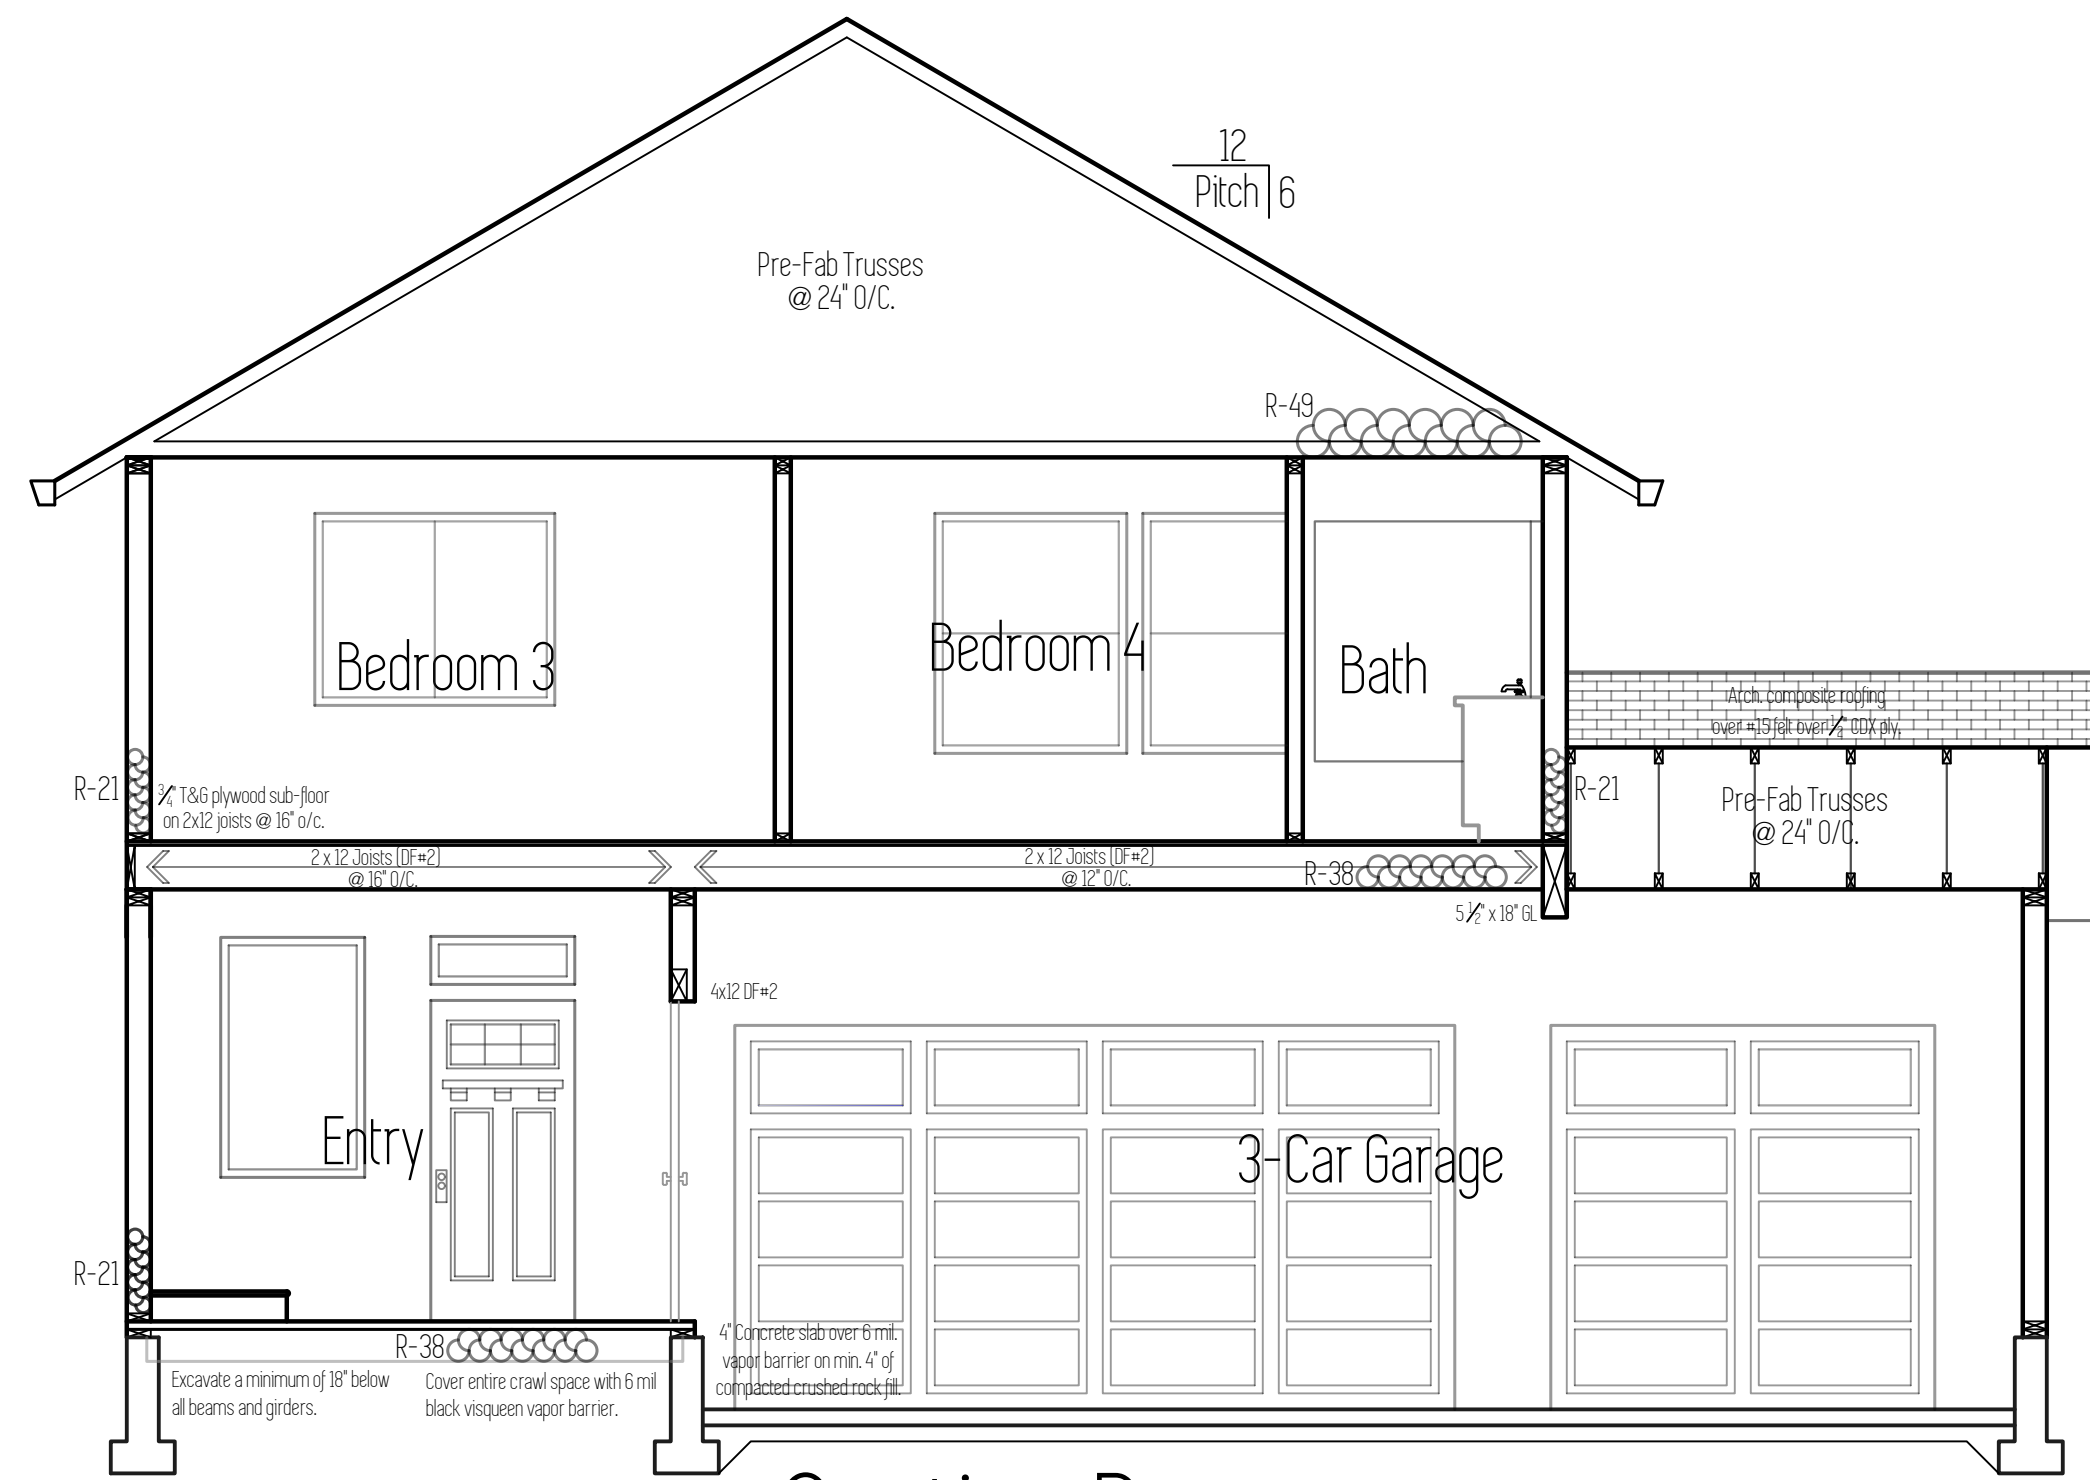 12
Pitch 6
Pre-Fab Trusses
@ 24" O/C.
R-49
Bedroom 3
Bedroom 4
Bath
Arch. composite roofing
over #15 felt over 1/2" CDX ply.
R-21
3/4" T&G plywood sub-floor
on 2x12 joists @ 16" o/c.
R-21
Pre-Fab Trusses
@ 24" O/C.
2 x 12 Joists (DF#2)
@ 16" O/C.
2 x 12 Joists (DF#2)
@ 12" O/C.
R-38
5 1/2" x 18" GL
4x12 DF#2
Entry
3-Car Garage
R-21
R-38
Excavate a minimum of 18" below
all beams and girders.
Cover entire crawl space with 6 mil
black visqueen vapor barrier.
4" Concrete slab over 6 mil.
vapor barrier on min. 4" of
compacted crushed rock fill.